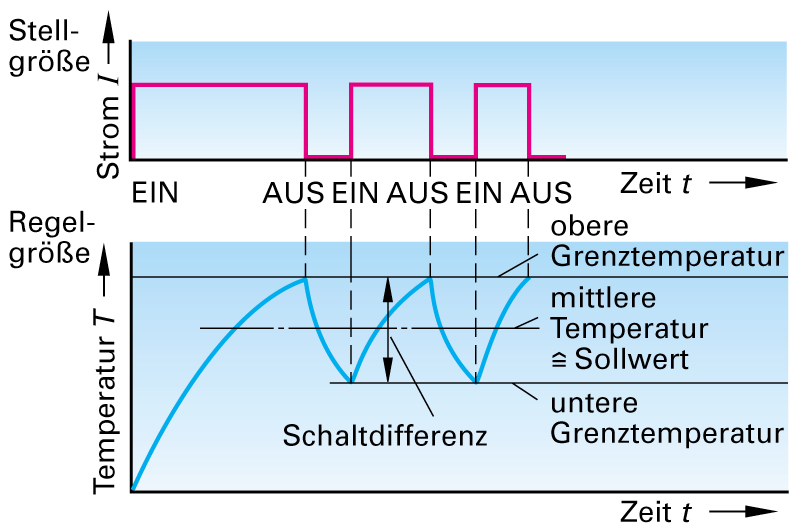 Stell-
größe
Strom I
EIN AUS EIN AUS EIN AUS
Zeit t
Regel-
größe
Temperatur T
obere
Grenztemperatur
mittlere
Temperatur
≙ Sollwert
Schaltdifferenz
untere
Grenztemperatur
Zeit t